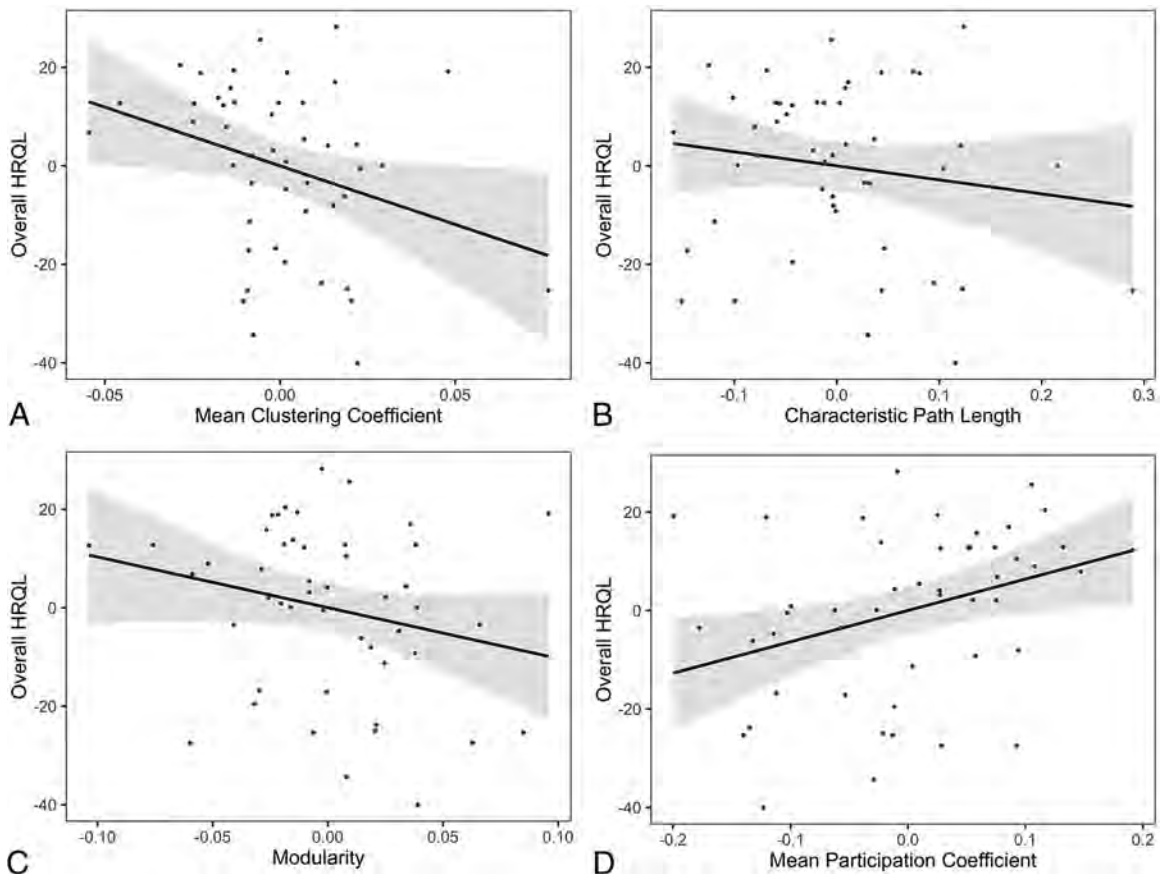 20
0
-20
-40
Overall HRQL
-0.05
0.00
0.05
Mean Clustering Coefficient
A
20
0
-20
-40
Overall HRQL
-0.1
0.0
0.1
0.2
0.3
Characteristic Path Length
B
20
0
-20
-40
Overall HRQL
-0.10
-0.05
0.00
0.05
0.10
Modularity
C
20
0
-20
-40
Overall HRQL
-0.2
-0.1
0.0
0.1
0.2
Mean Participation Coefficient
D